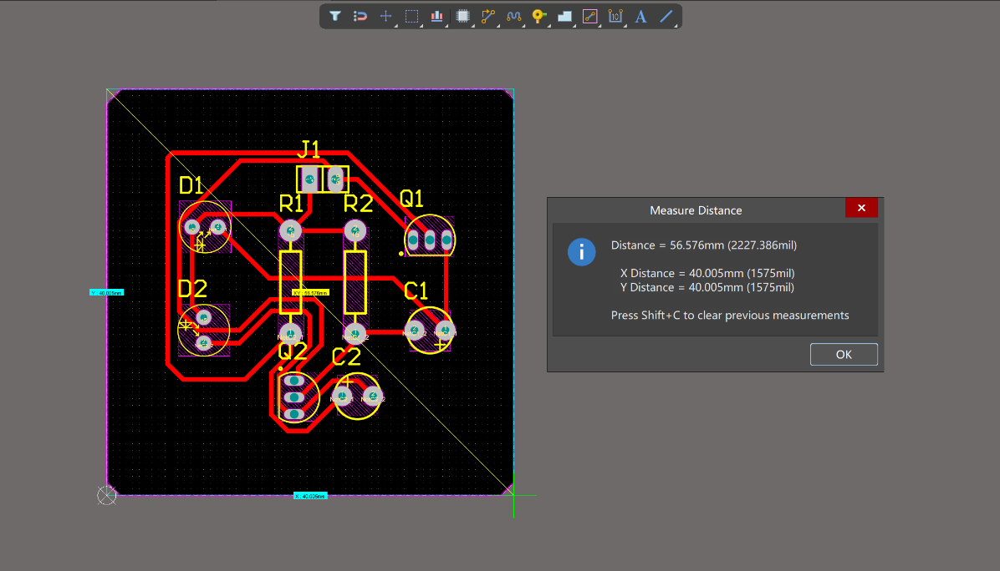 10
A
J1
D1
R1
R2
Q1
Measure Distance
Distance = 56.576mm (2227.386mil)
X Distance = 40.005mm (1575mil)
Y Distance = 40.005mm (1575mil)
Press Shift+C to clear previous measurements
OK
D2
C1
Y : 40.005mm
XY : 56.576mm
Q2
C2
X : 40.005mm